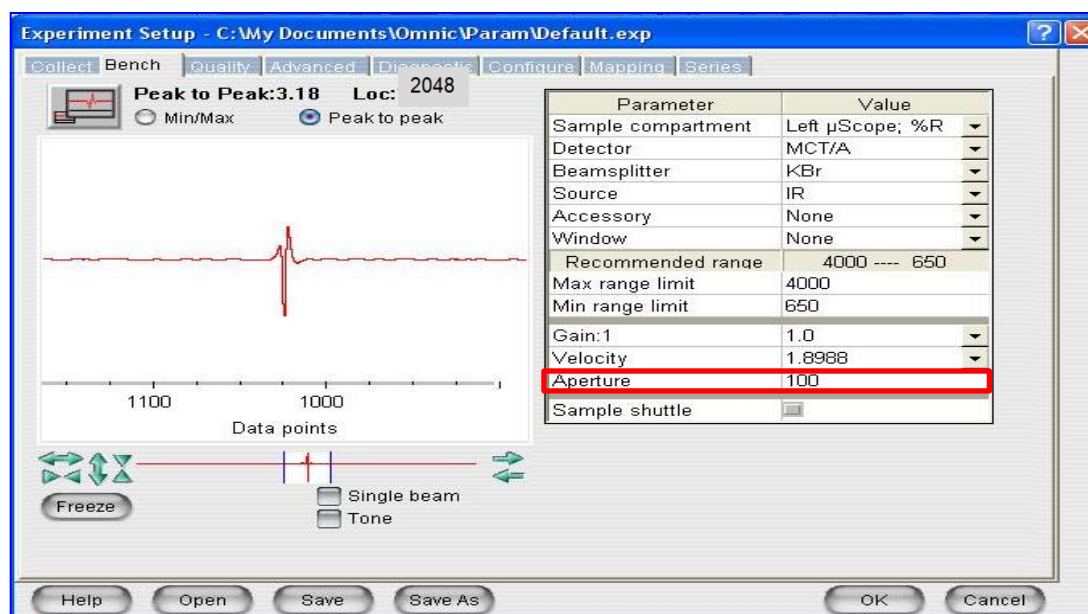 Experiment Setup - C:\My Documents\Omnic\Param\Default.exp
Collect Bench Quality Advanced Diagnostic Configure Mapping Series
Peak to Peak:3.18 Loc: 2048
Min/Max Peak to peak
1100 1000
Data points
Single beam
Tone
Freeze
Parameter Value
Sample compartment Left µScope; %R
Detector MCT/A
Beamsplitter KBr
Source IR
Accessory None
Window None
Recommended range 4000 ---- 650
Max range limit 4000
Min range limit 650
Gain:1 1.0
Velocity 1.8988
Aperture 100
Sample shuttle
Help Open Save Save As OK Cancel